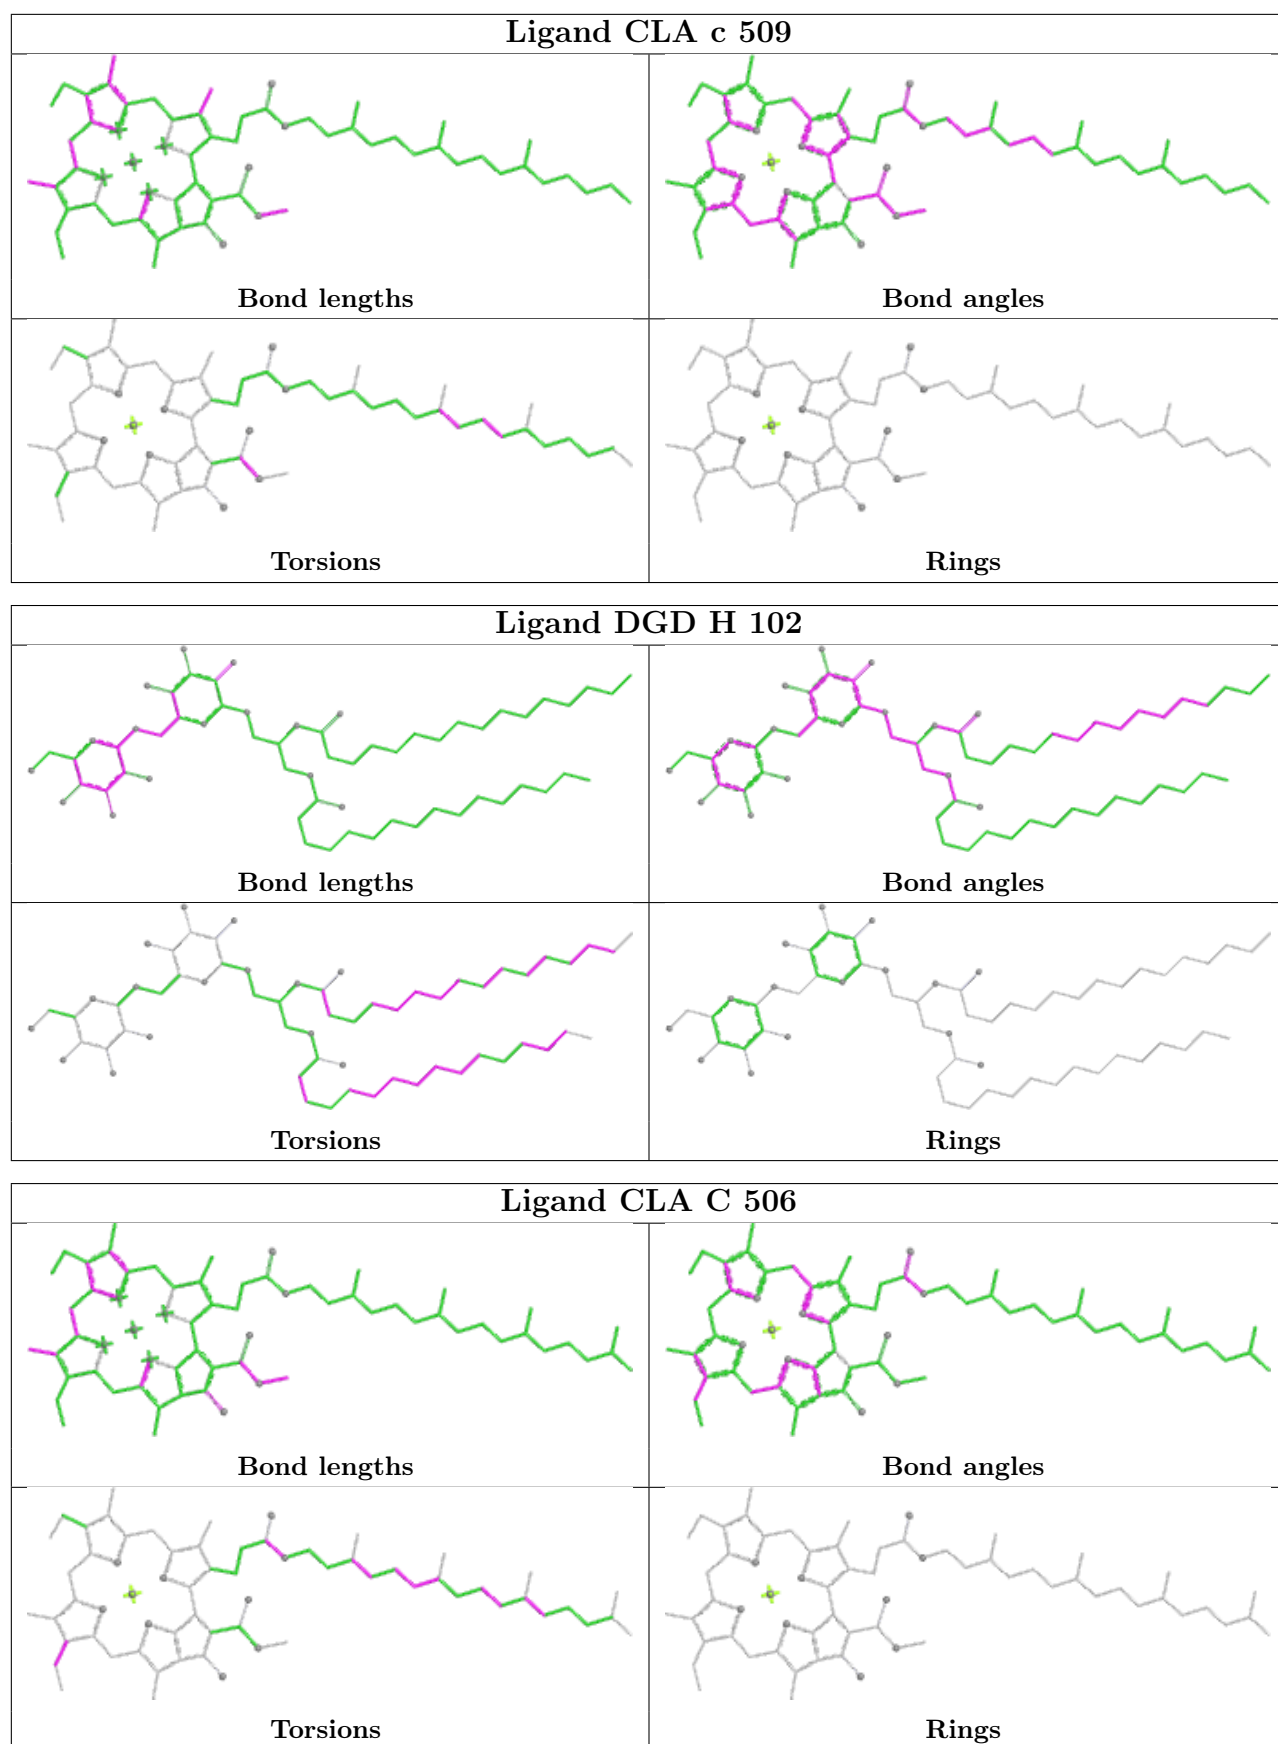 Ligand CLA c 509
Bond lengths
Bond angles
Torsions
Rings
Ligand DGD H 102
Bond lengths
Bond angles
Torsions
Rings
Ligand CLA C 506
Bond lengths
Bond angles
Torsions
Rings